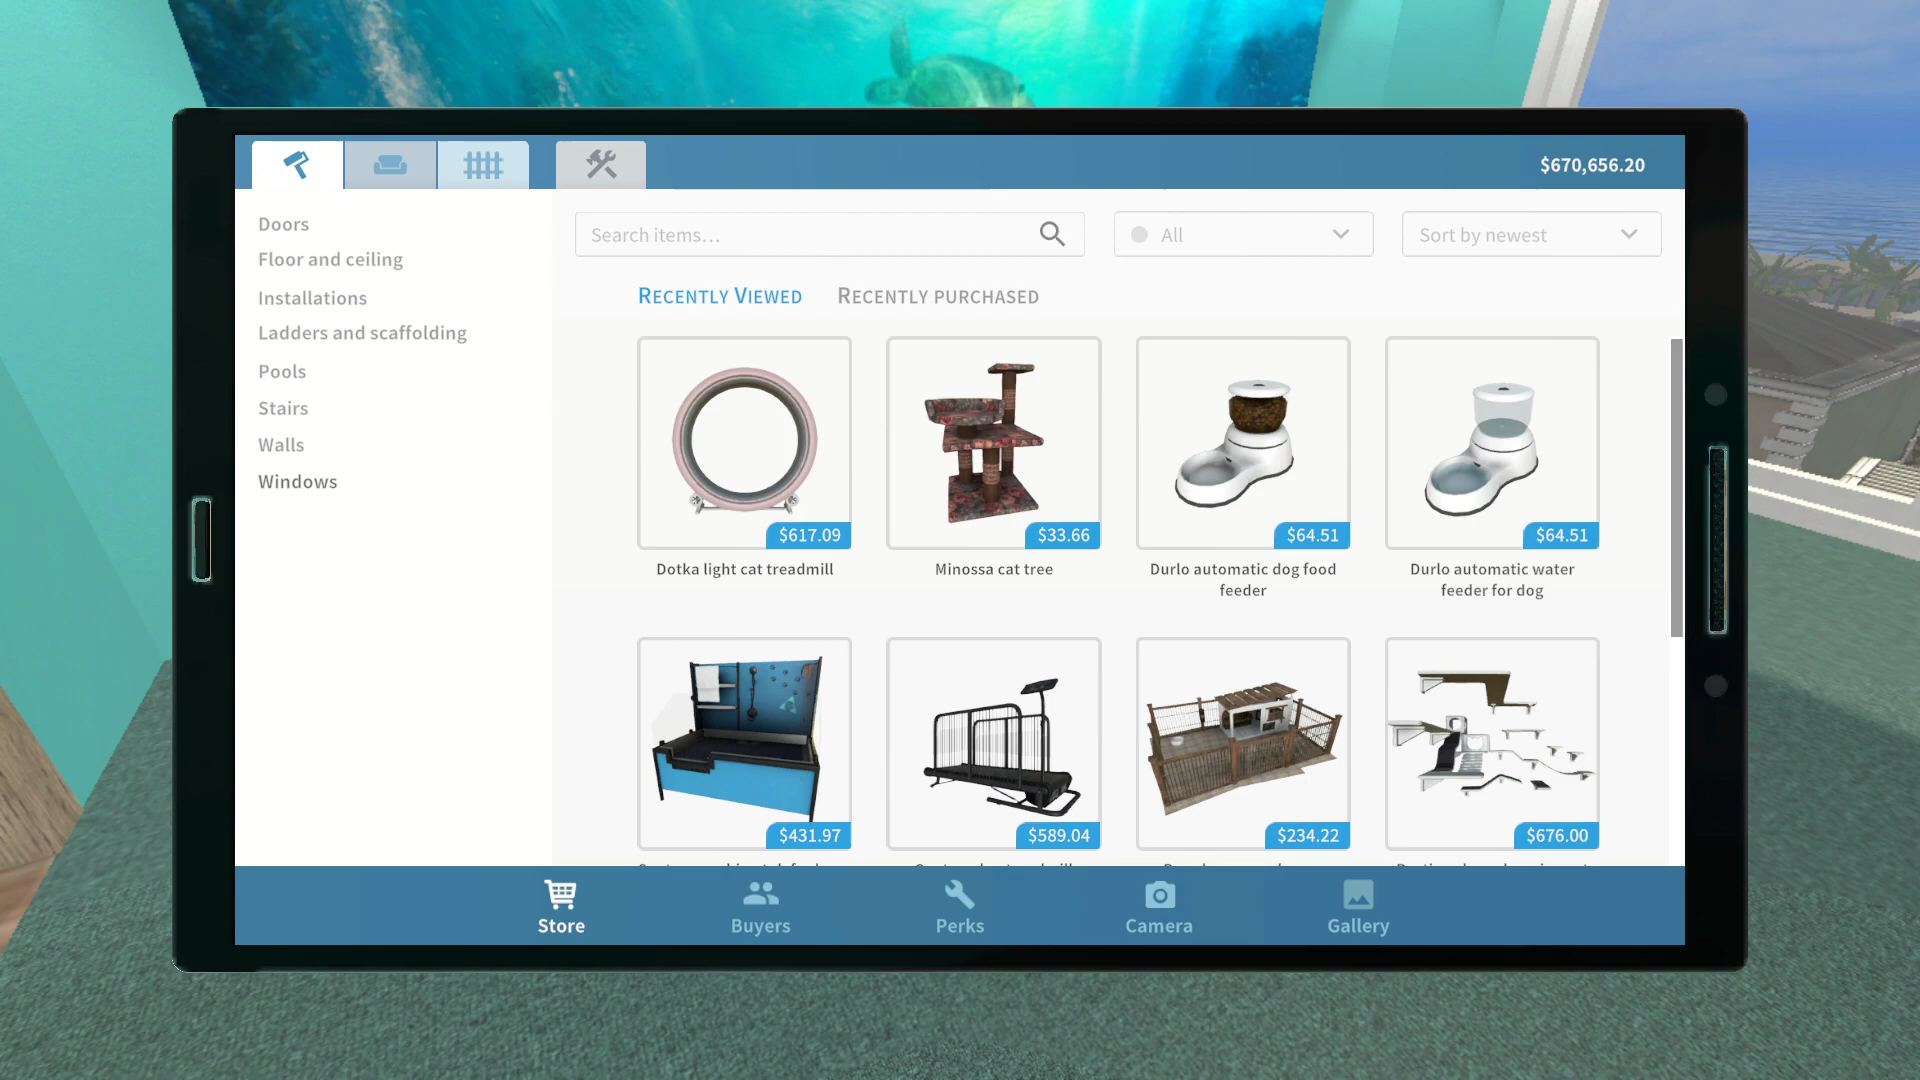 $670,656.20
Doors
Floor and ceiling
Installations
Ladders and scaffolding
Pools
Stairs
Walls
Windows
Search items...
All
Sort by newest
RECENTLY VIEWED
RECENTLY PURCHASED
$617.09
Dotka light cat treadmill
$33.66
Minossa cat tree
$64.51
Durlo automatic dog food
feeder
$64.51
Durlo automatic water
feeder for dog
$431.97
$589.04
$234.22
$676.00
Store
Buyers
Perks
Camera
Gallery